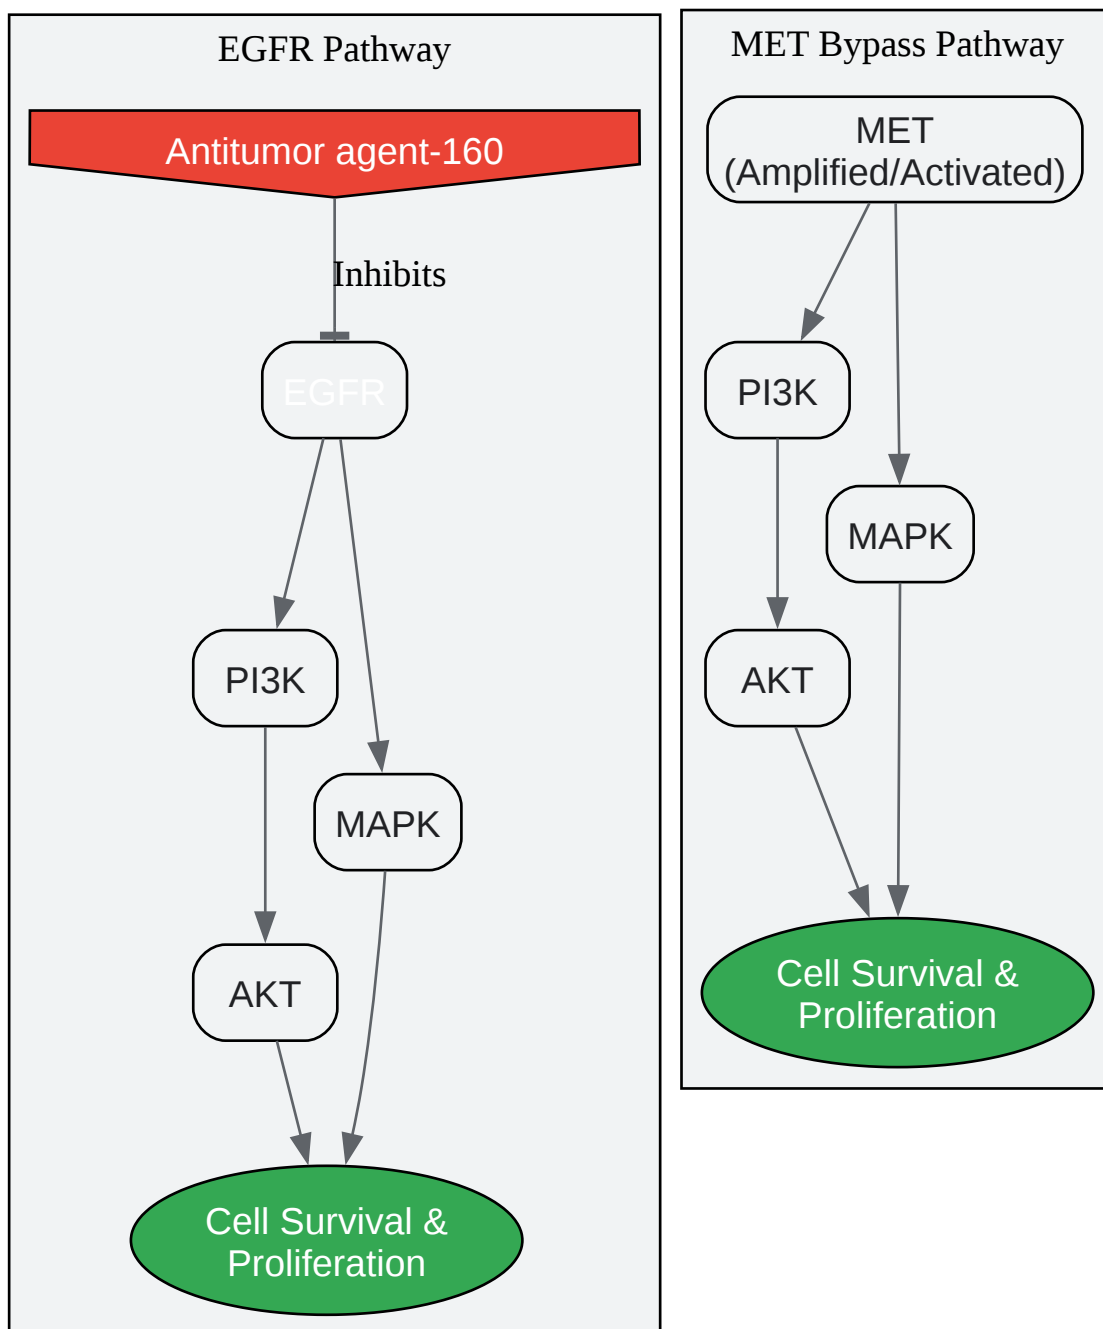 EGFR Pathway
Antitumor agent-160
Inhibits
EGFR
PI3K
MAPK
AKT
Cell Survival &
Proliferation
MET Bypass Pathway
MET
(Amplified/Activated)
PI3K
MAPK
AKT
Cell Survival &
Proliferation